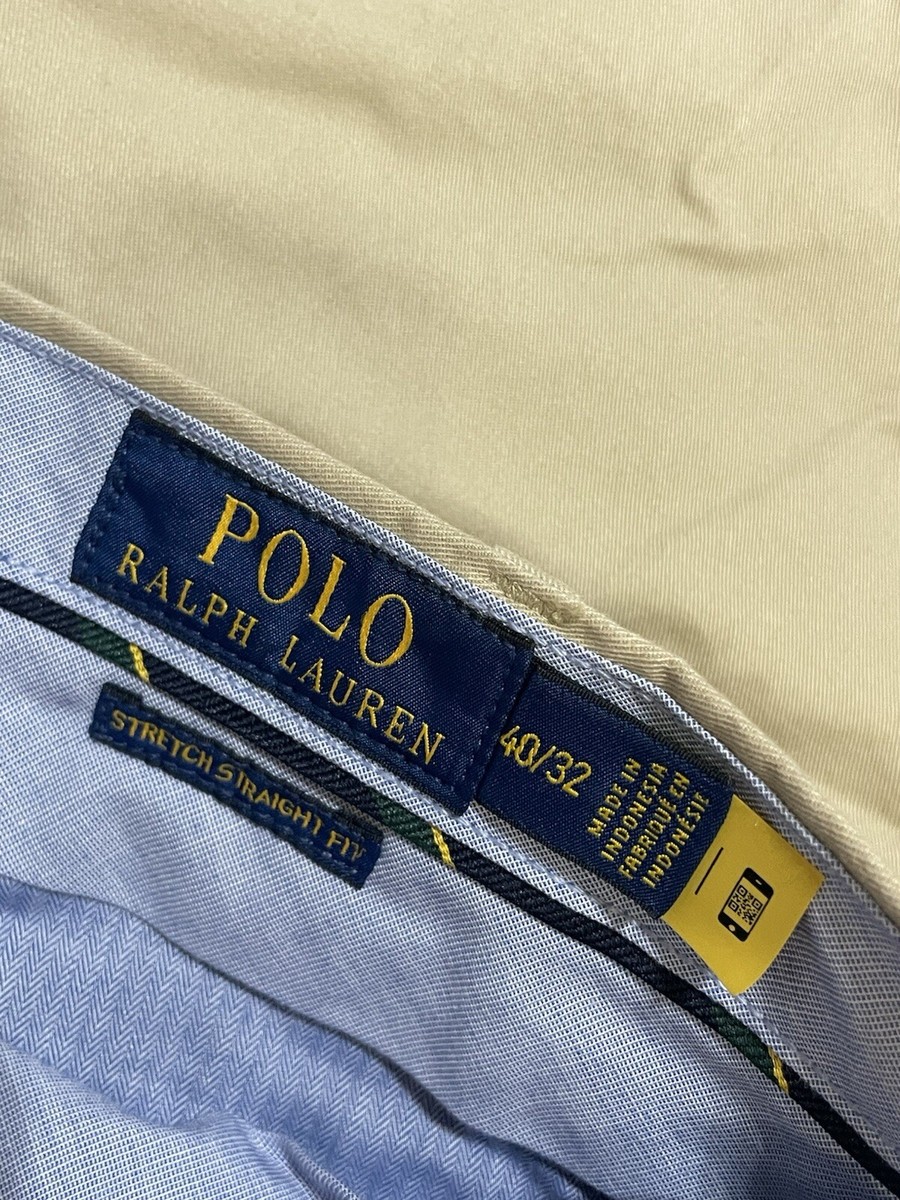 POLO
RALPH LAUREN
STRETCH STRAIGHT FIT
40/32
MADE IN
INDONESIA
FABRIQUÉ EN
INDONÉSIE